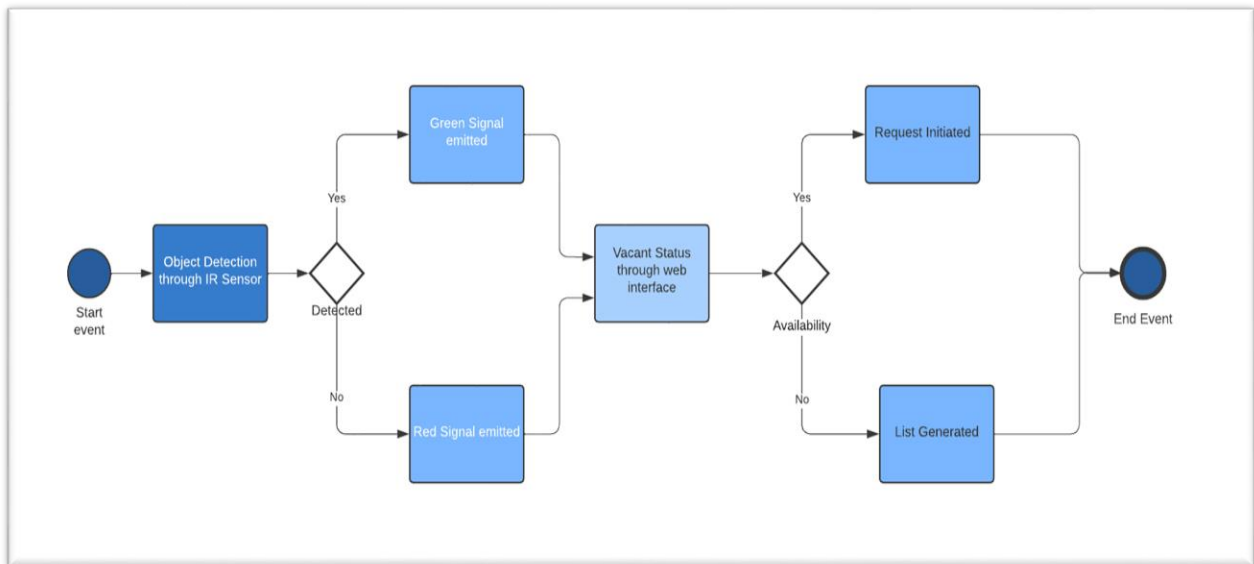 Start
event
Object Detection
through IR Sensor
Detected
Yes
Green Signal
emitted
No
Red Signal emitted
Vacant Status
through web
interface
Availability
Yes
Request Initiated
No
List Generated
End Event